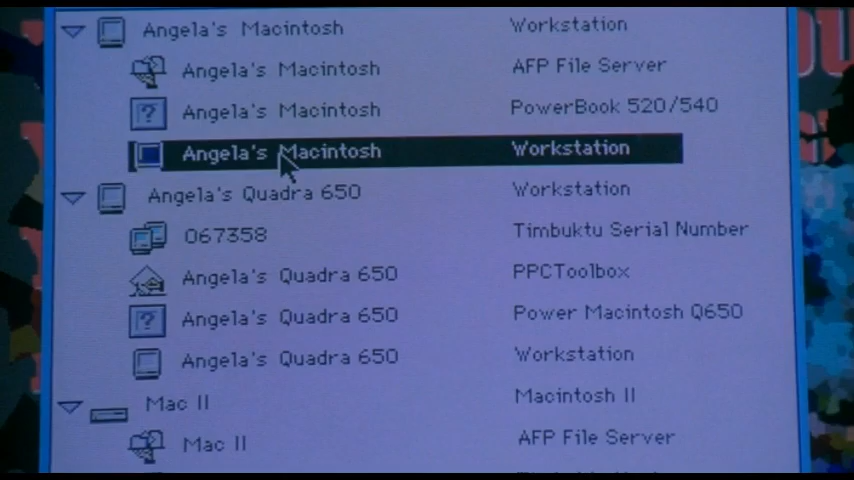 Angela's Macintosh Workstation
Angela's Macintosh AFP File Server
Angela's Macintosh PowerBook 520/540
Angela's Macintosh Workstation
Angela's Quadra 650 Workstation
067358 Timbuktu Serial Number
Angela's Quadra 650 PPCToolbox
Angela's Quadra 650 Power Macintosh Q650
Angela's Quadra 650 Workstation
Mac II Macintosh II
Mac II AFP File Server